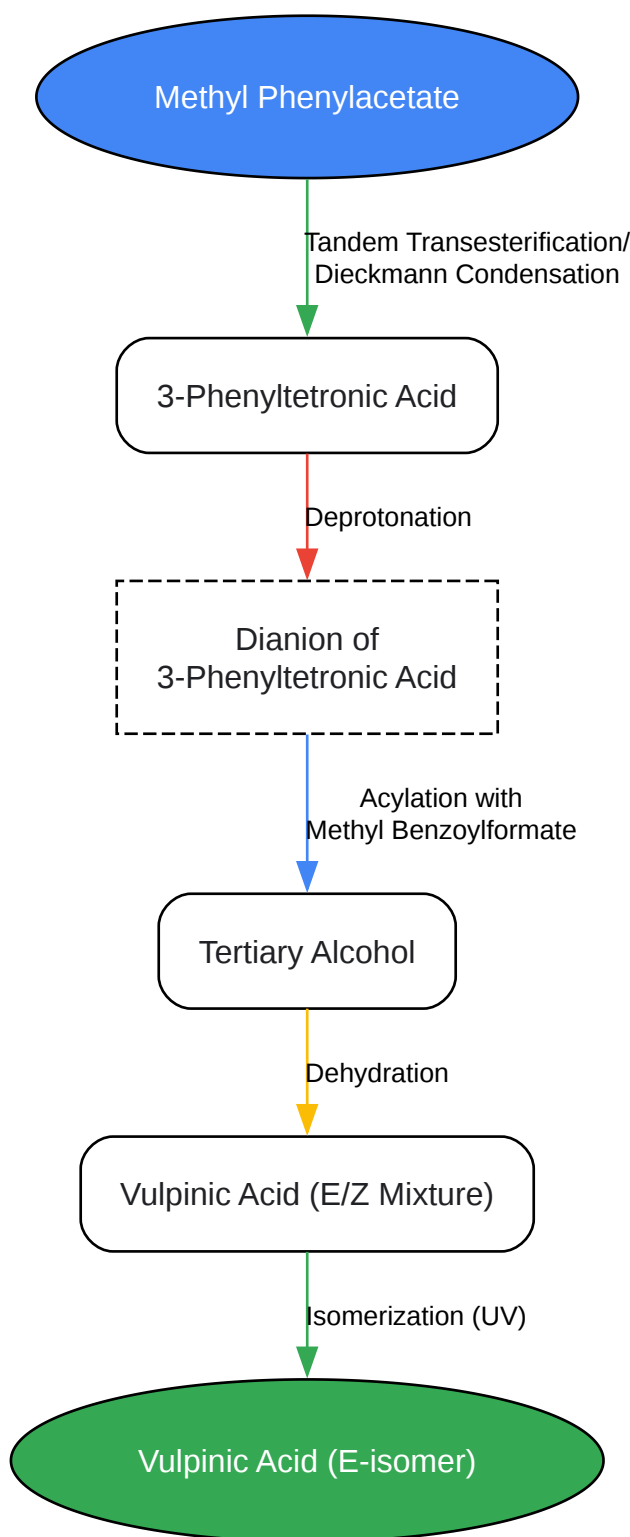 Methyl Phenylacetate
Tandem Transesterification/
Dieckmann Condensation
3-Phenyltetronic Acid
Deprotonation
Dianion of
3-Phenyltetronic Acid
Acylation with
Methyl Benzoylformate
Tertiary Alcohol
Dehydration
Vulpinic Acid (E/Z Mixture)
Isomerization (UV)
Vulpinic Acid (E-isomer)